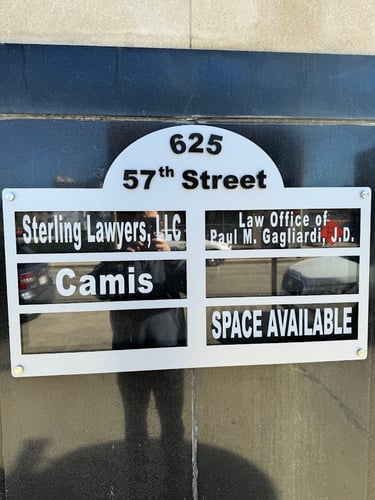 625
57th Street
Sterling Lawyers, LLC
Law Office of
Paul M. Gagliardi, J.D.
Camis
SPACE AVAILABLE